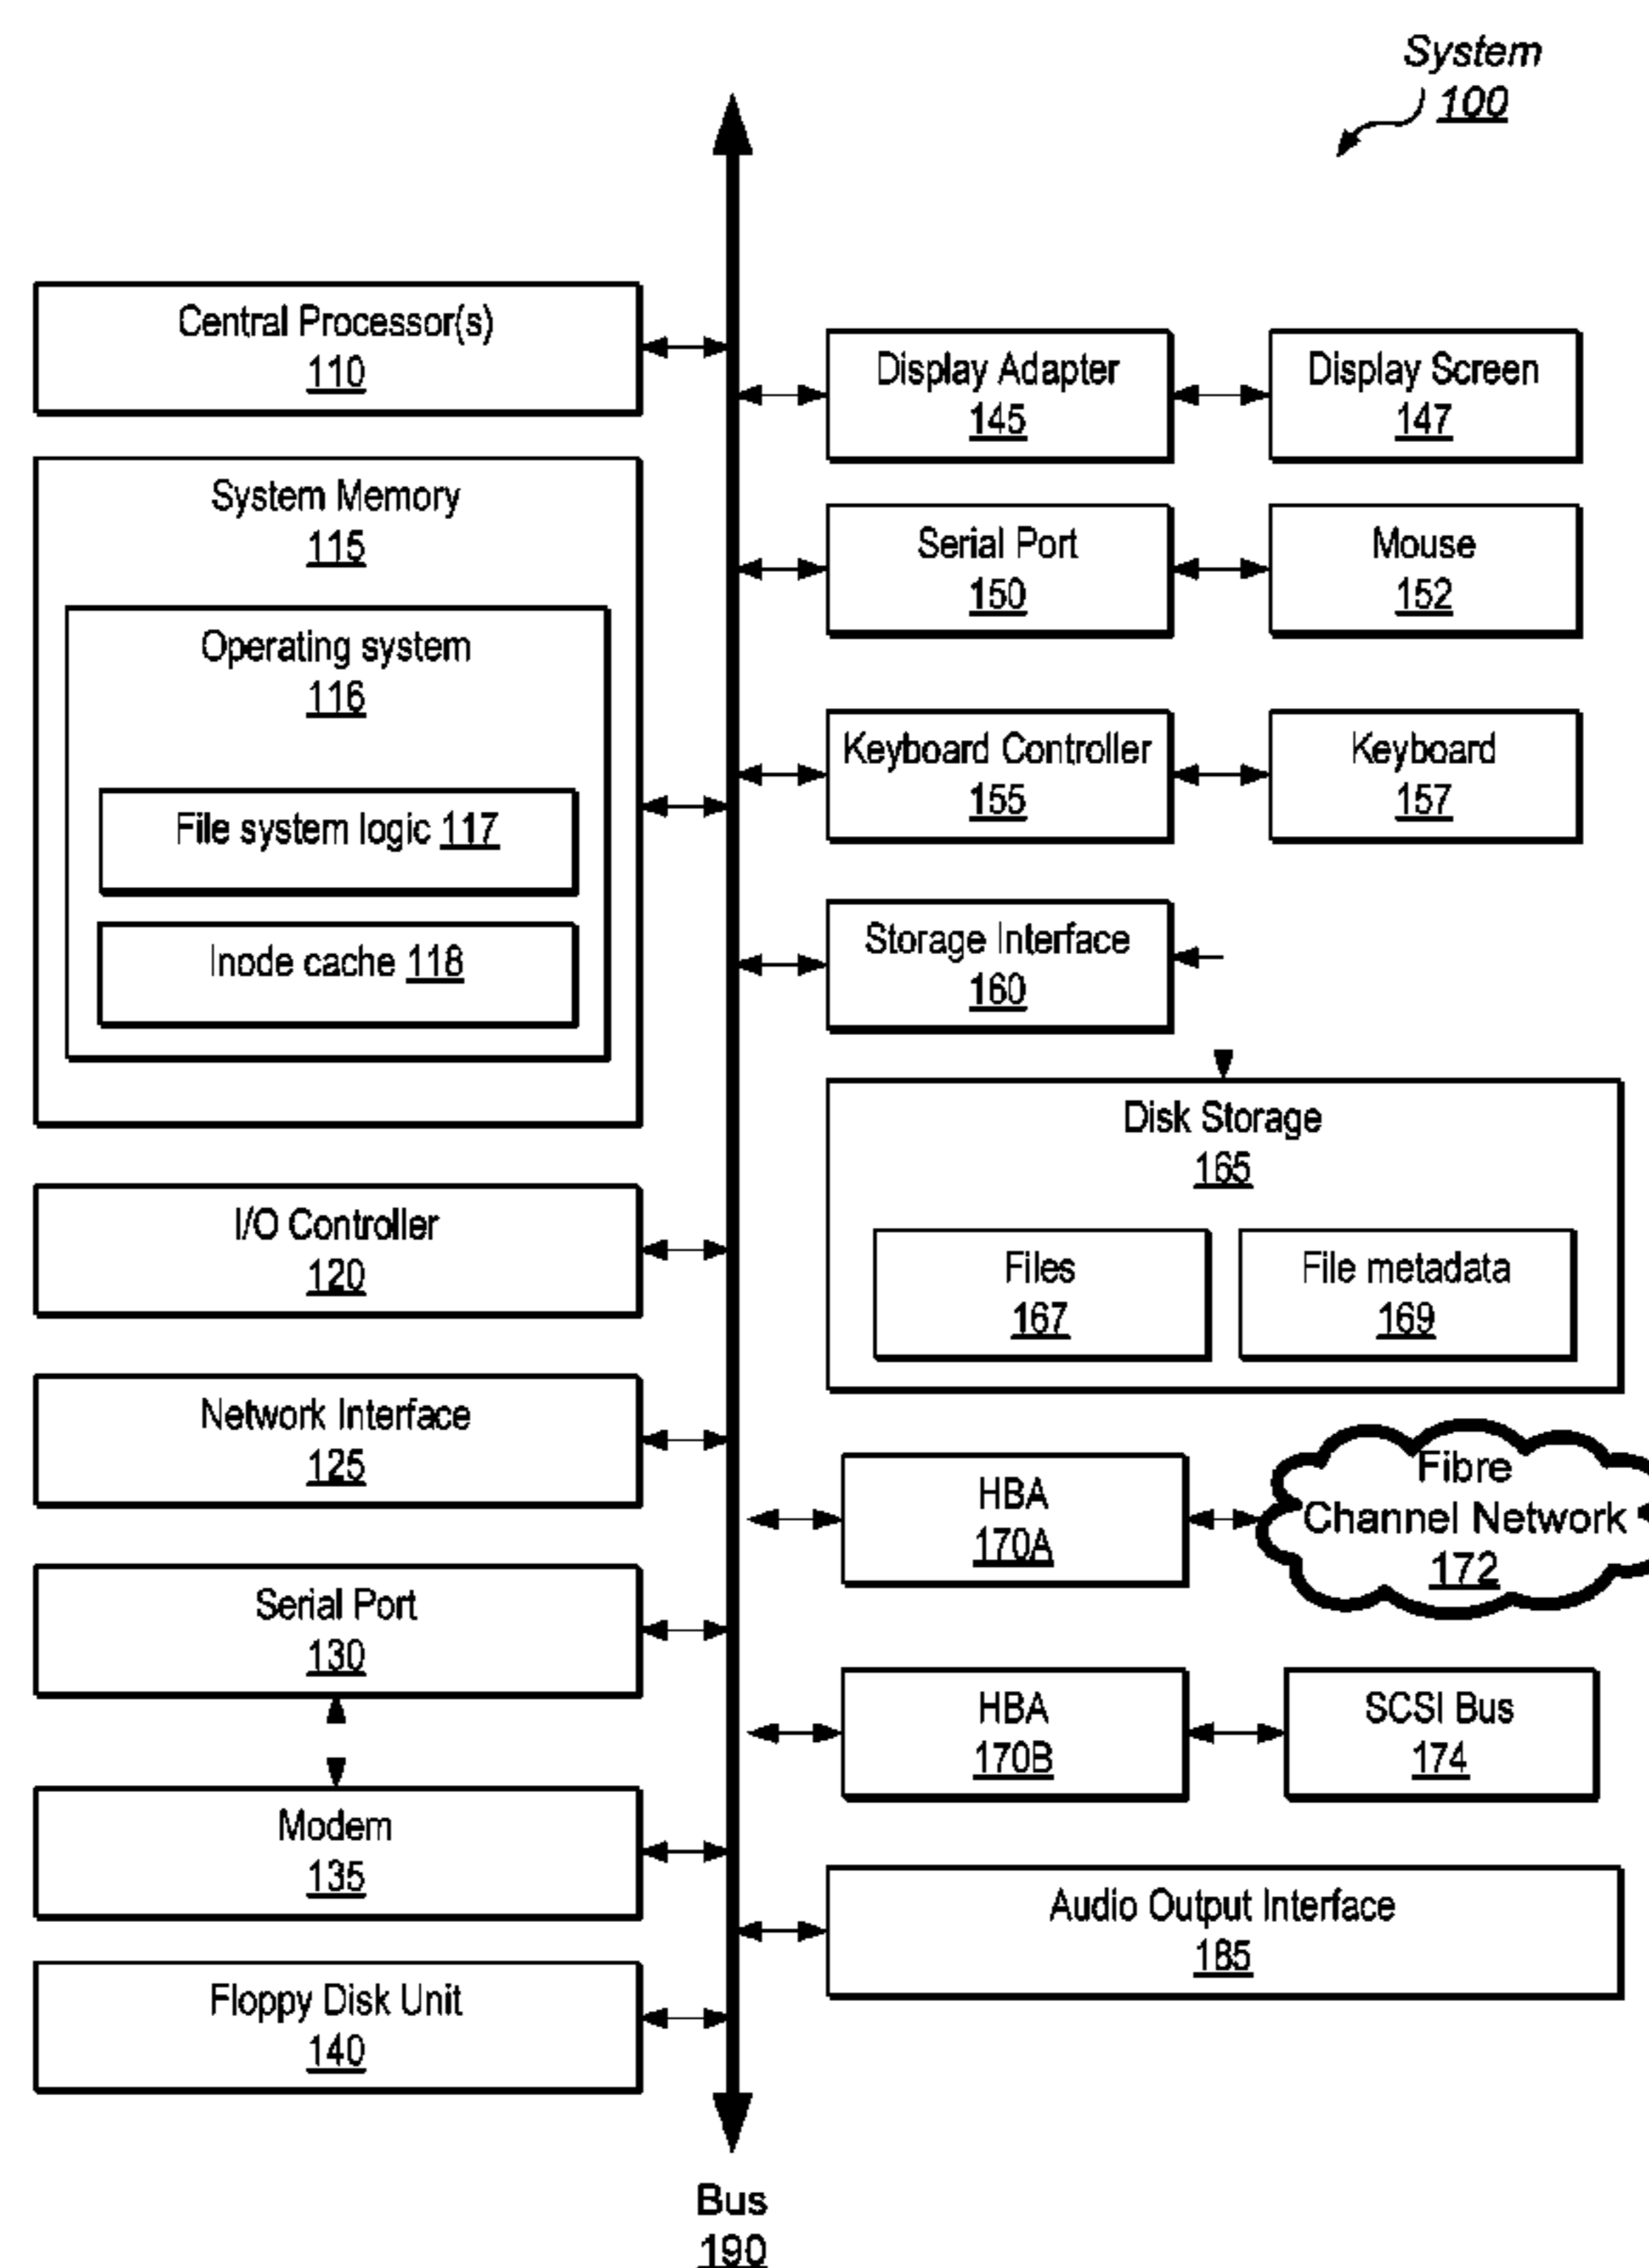 System
100
Central Processor(s)
110
System Memory
115
Operating system
116
File system logic 117
Inode cache 118
I/O Controller
120
Network Interface
125
Serial Port
130
Modem
135
Floppy Disk Unit
140
Display Adapter
145
Display Screen
147
Serial Port
150
Mouse
152
Keyboard Controller
155
Keyboard
157
Storage Interface
160
Disk Storage
165
Files
167
File metadata
169
HBA
170A
Fibre
Channel Network
172
HBA
170B
SCSI Bus
174
Audio Output Interface
185
Bus
190